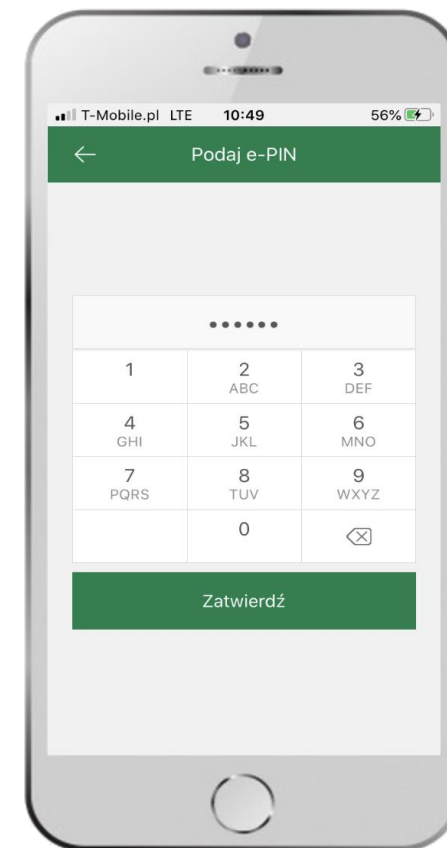 T-Mobile.pl LTE 10:49 56%
Podaj e-PIN
••••••
1 2 3
ABC DEF
4 5 6
GHI JKL MNO
7 8 9
PQRS TUV WXYZ
0
Zatwierdź